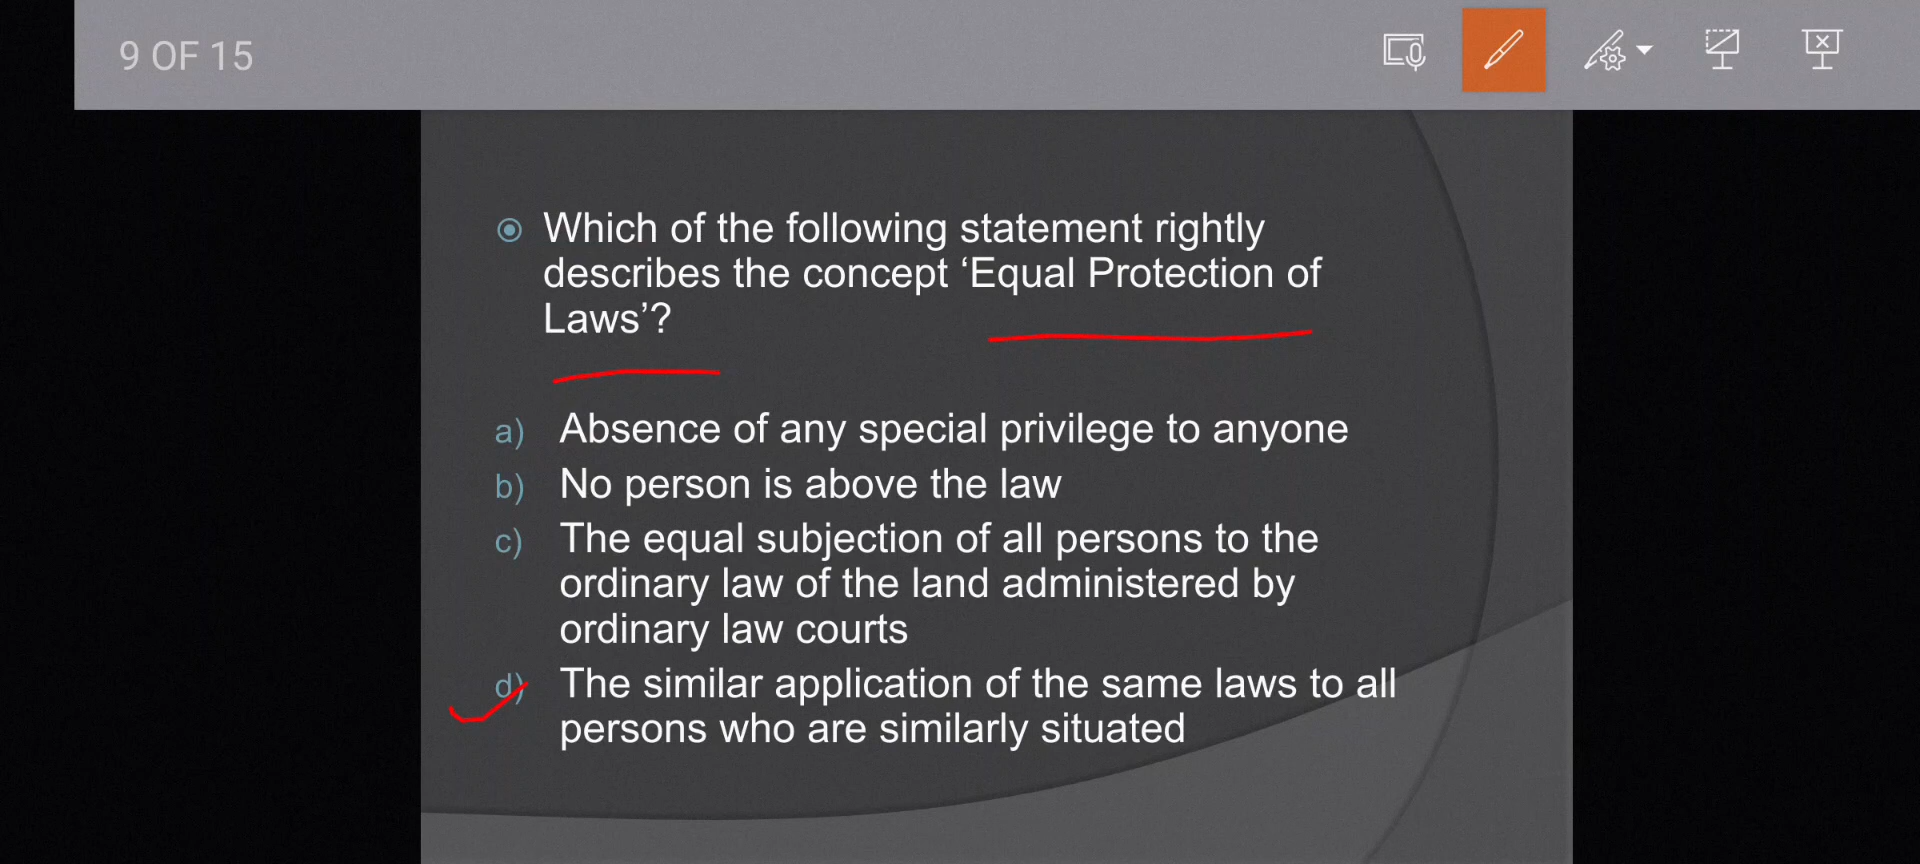 9 OF 15
Which of the following statement rightly
describes the concept ‘Equal Protection of
Laws’?
a) Absence of any special privilege to anyone
b) No person is above the law
c) The equal subjection of all persons to the
ordinary law of the land administered by
ordinary law courts
d) The similar application of the same laws to all
persons who are similarly situated